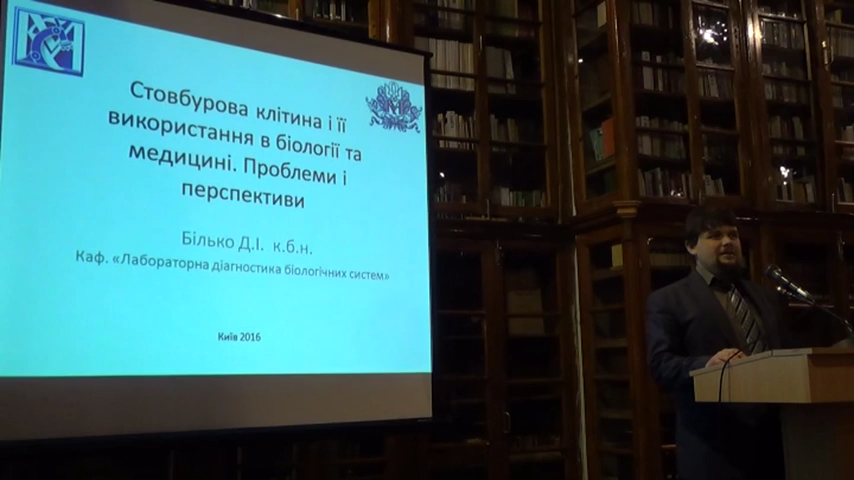 Стовбурова клітина і її
використання в біології та
медицині. Проблеми і
перспективи
Білько Д.І. к.б.н.
Каф. «Лабораторна діагностика біологічних систем»
Київ 2016